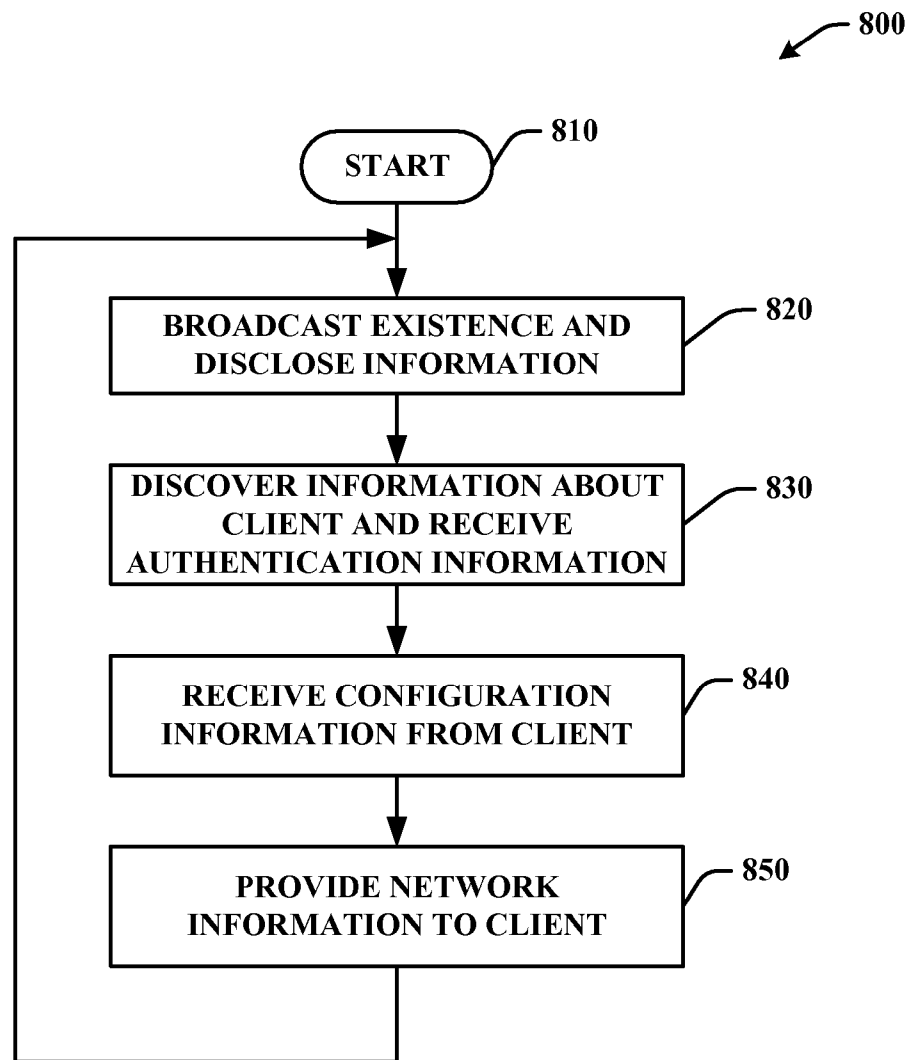 800
START
810
BROADCAST EXISTENCE AND
DISCLOSE INFORMATION
820
DISCOVER INFORMATION ABOUT
CLIENT AND RECEIVE
AUTHENTICATION INFORMATION
830
RECEIVE CONFIGURATION
INFORMATION FROM CLIENT
840
PROVIDE NETWORK
INFORMATION TO CLIENT
850